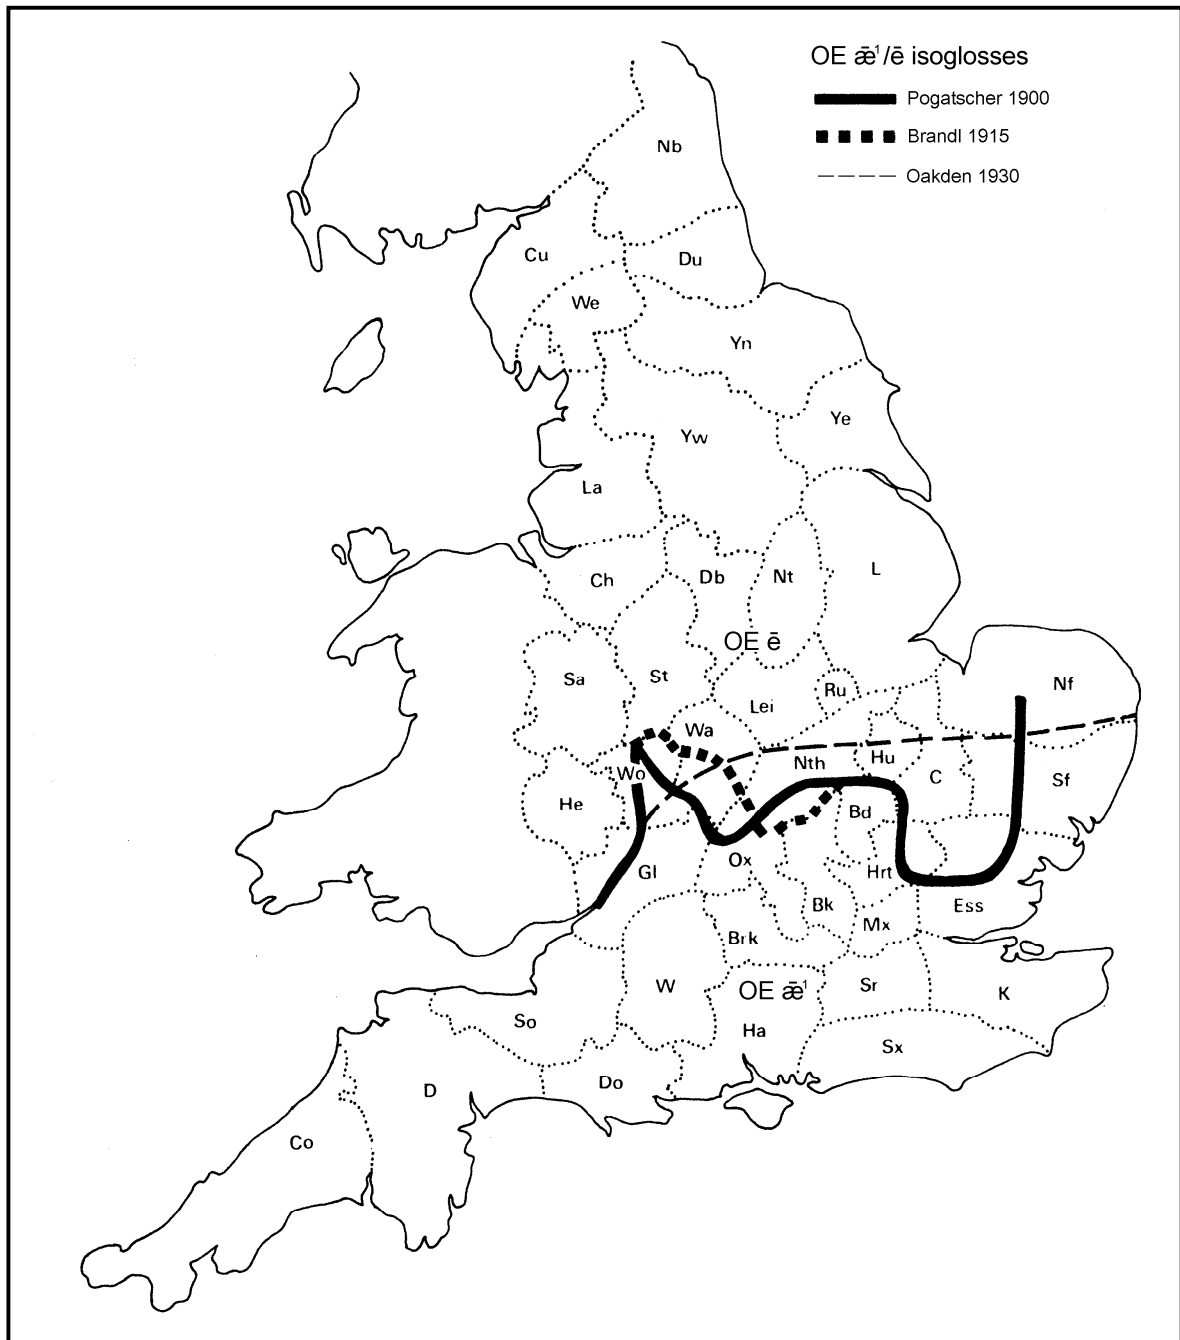 OE ǣ¹/ē isoglosses
Pogatscher 1900
Brandl 1915
Oakden 1930
Nb
Cu
Du
We
Yn
Ye
Yw
La
Ch
Db
Nt
L
OE ē
Sa
St
Lei
Ru
Nf
Wa
Wo
Nth
Hu
C
Sf
He
Bd
Gl
Ox
Hrt
Bk
Ess
Mx
Brk
W
OE ǣ¹
Sr
K
So
Ha
Sx
Do
D
Co